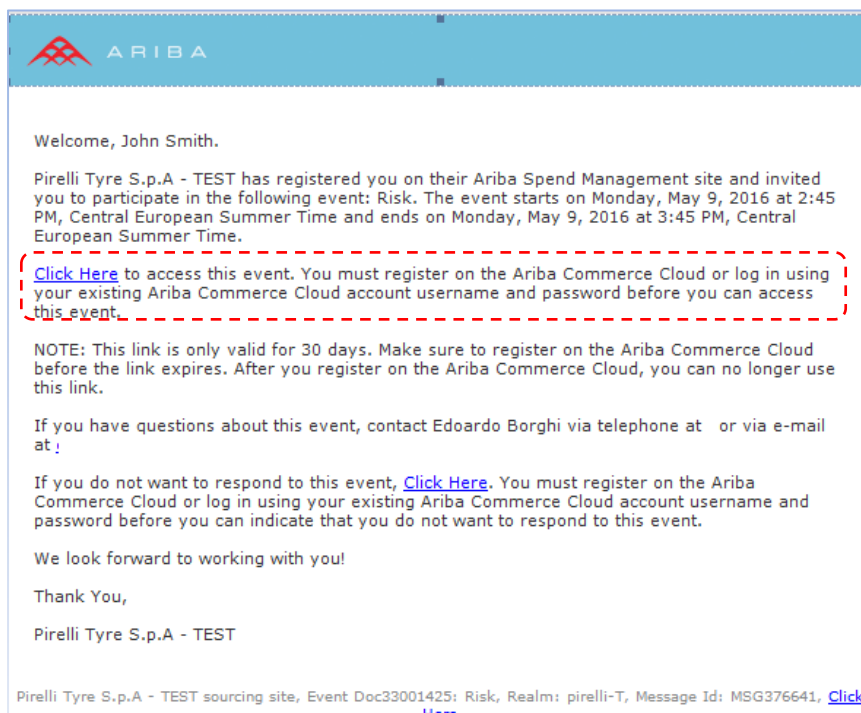 ARIBA
Welcome, John Smith.
Pirelli Tyre S.p.A - TEST has registered you on their Ariba Spend Management site and invited
you to participate in the following event: Risk. The event starts on Monday, May 9, 2016 at 2:45
PM, Central European Summer Time and ends on Monday, May 9, 2016 at 3:45 PM, Central
European Summer Time.
Click Here to access this event. You must register on the Ariba Commerce Cloud or log in using
your existing Ariba Commerce Cloud account username and password before you can access
this event.
NOTE: This link is only valid for 30 days. Make sure to register on the Ariba Commerce Cloud
before the link expires. After you register on the Ariba Commerce Cloud, you can no longer use
this link.
If you have questions about this event, contact Edoardo Borghi via telephone at or via e-mail
at
If you do not want to respond to this event, Click Here. You must register on the Ariba
Commerce Cloud or log in using your existing Ariba Commerce Cloud account username and
password before you can indicate that you do not want to respond to this event.
We look forward to working with you!
Thank You,
Pirelli Tyre S.p.A - TEST
Pirelli Tyre S.p.A - TEST sourcing site, Event Doc33001425: Risk, Realm: pirelli-T, Message Id: MSG376641, Click
Here